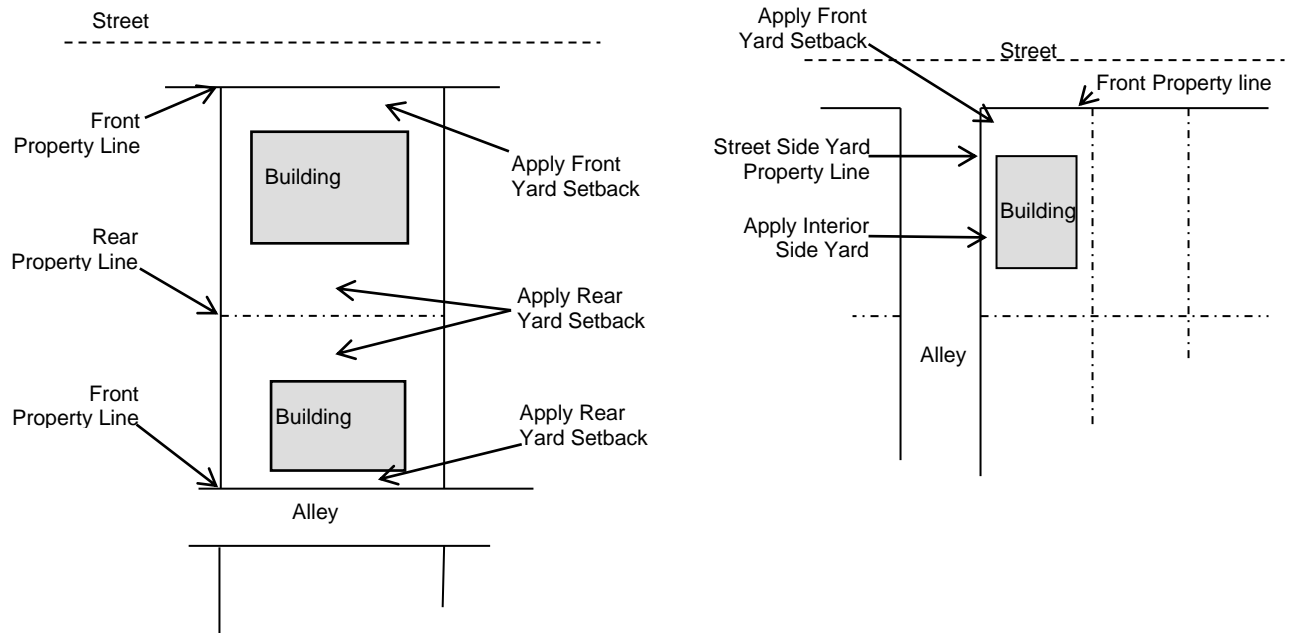 Street
Front
Property Line
Building
Apply Front
Yard Setback
Rear
Property Line
Apply Rear
Yard Setback
Front
Property Line
Building
Apply Rear
Yard Setback
Alley
Apply Front
Yard Setback
Street
Front Property line
Street Side Yard
Property Line
Building
Apply Interior
Side Yard
Alley